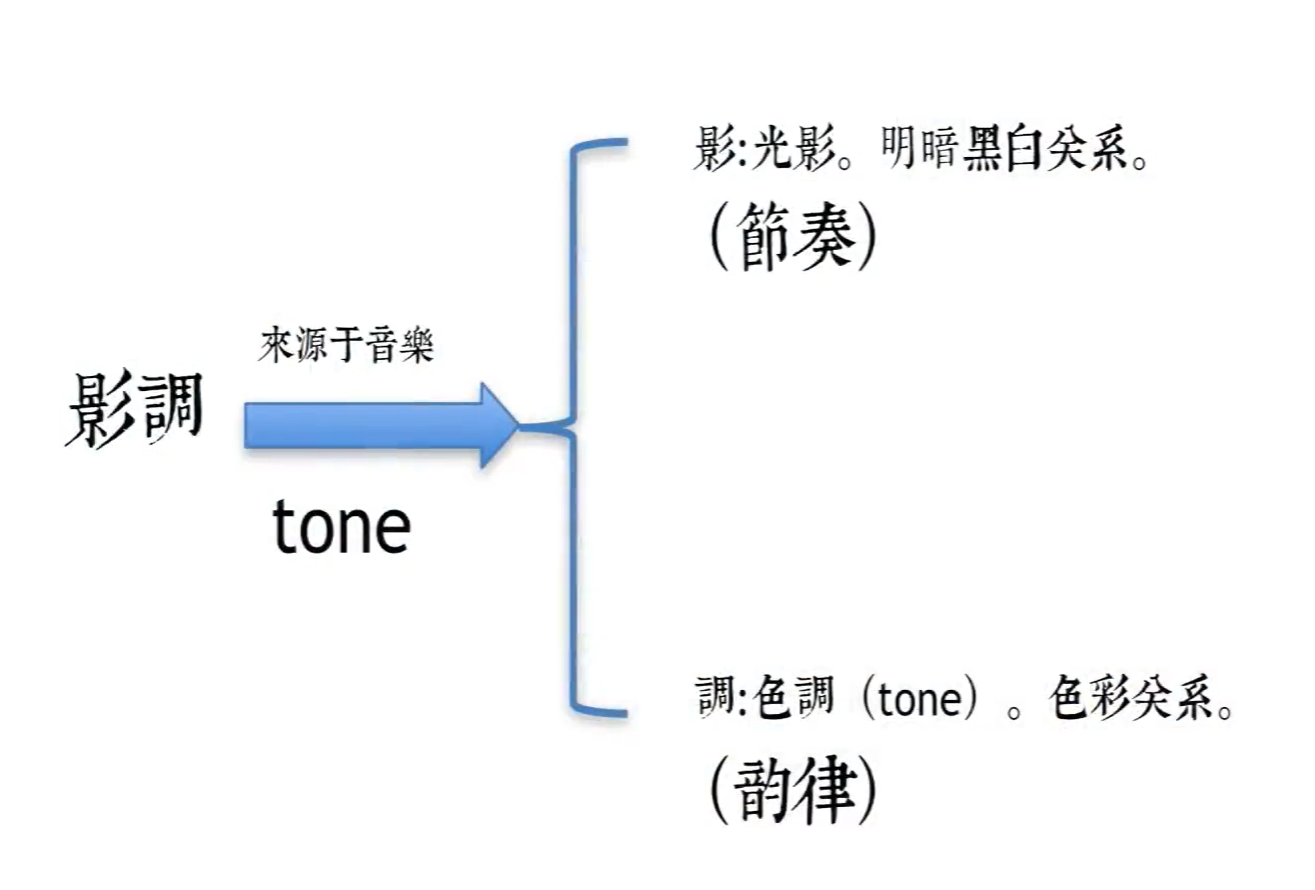 影:光影。明暗黑白关系。
（節奏）
來源于音樂
影調
tone
調:色調（tone）。色彩关系。
（韵律）